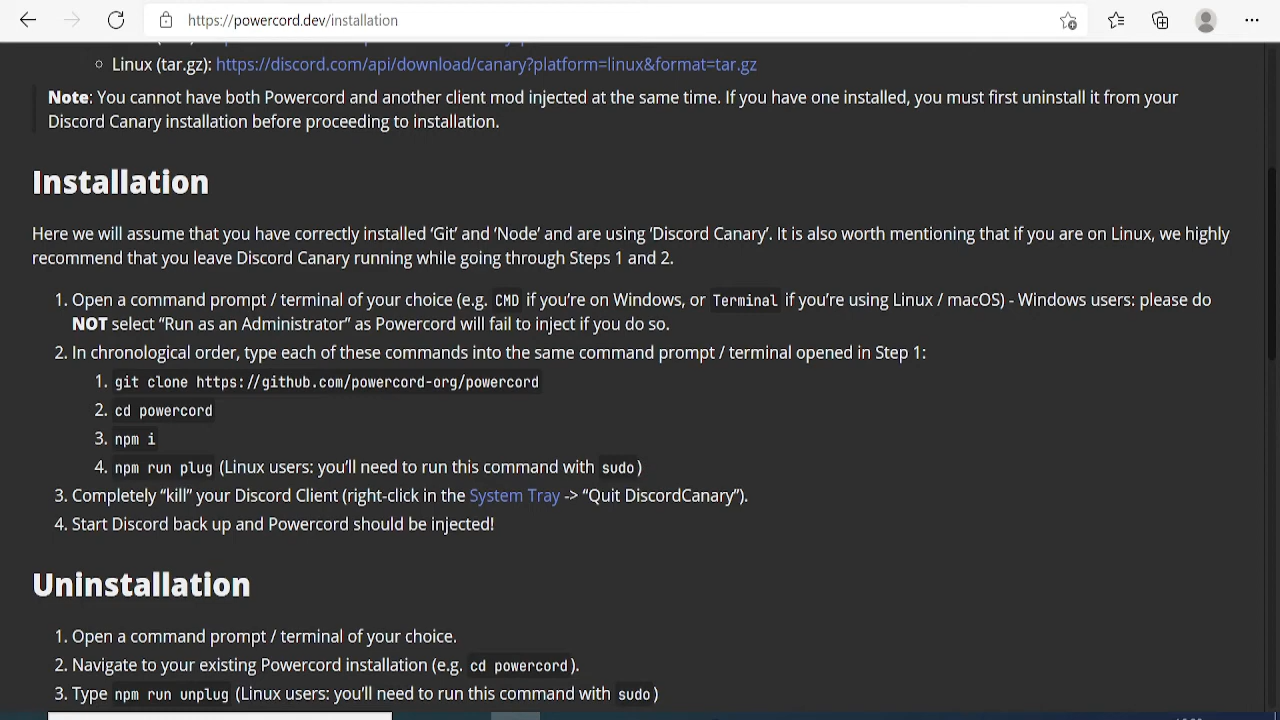 https://powercord.dev/installation
Linux (tar.gz): https://discord.com/api/download/canary?platform=linux&format=tar.gz
Note: You cannot have both Powercord and another client mod injected at the same time. If you have one installed, you must first uninstall it from your
Discord Canary installation before proceeding to installation.
Installation
Here we will assume that you have correctly installed ‘Git’ and ‘Node’ and are using ‘Discord Canary’. It is also worth mentioning that if you are on Linux, we highly
recommend that you leave Discord Canary running while going through Steps 1 and 2.
1. Open a command prompt / terminal of your choice (e.g. CMD if you’re on Windows, or Terminal if you’re using Linux / macOS) - Windows users: please do
NOT select “Run as an Administrator” as Powercord will fail to inject if you do so.
2. In chronological order, type each of these commands into the same command prompt / terminal opened in Step 1:
1. git clone https://github.com/powercord-org/powercord
2. cd powercord
3. npm i
4. npm run plug (Linux users: you’ll need to run this command with sudo)
3. Completely “kill” your Discord Client (right-click in the System Tray -> “Quit DiscordCanary”).
4. Start Discord back up and Powercord should be injected!
Uninstallation
1. Open a command prompt / terminal of your choice.
2. Navigate to your existing Powercord installation (e.g. cd powercord).
3. Type npm run unplug (Linux users: you’ll need to run this command with sudo)